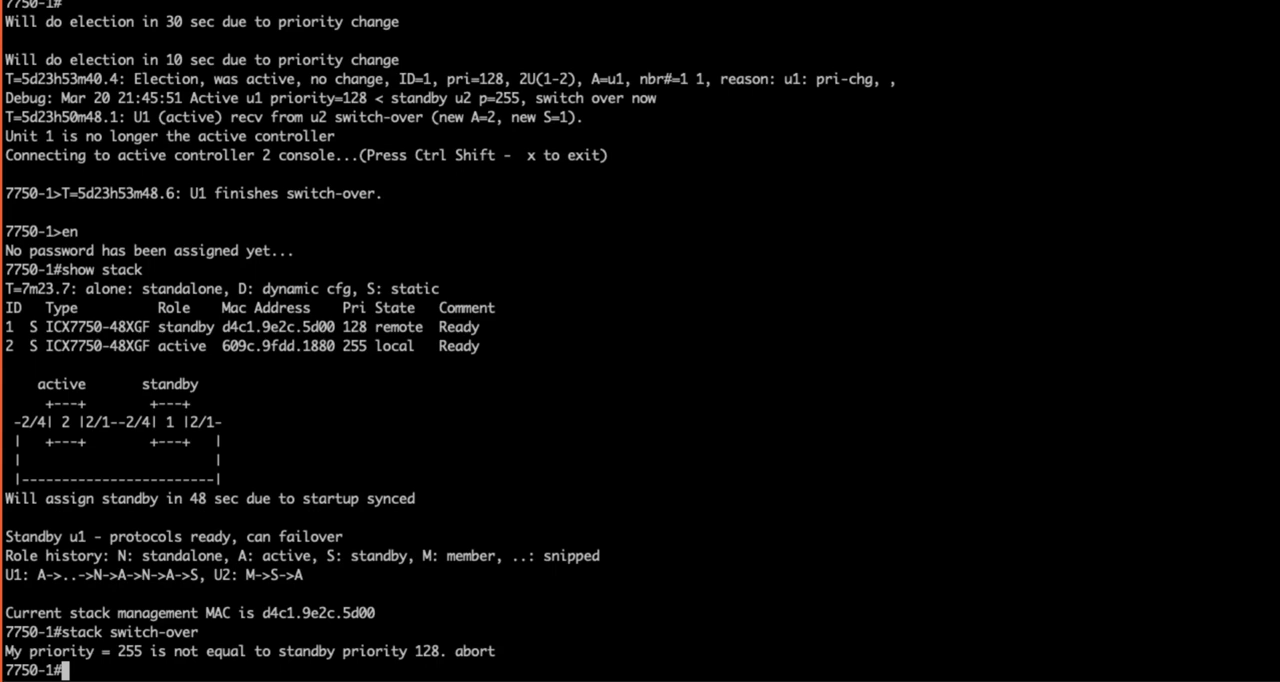 7750-1#
Will do election in 30 sec due to priority change
Will do election in 10 sec due to priority change
T=5d23h53m40.4: Election, was active, no change, ID=1, pri=128, 2U(1-2), A=u1, nbr#=1 1, reason: u1: pri-chg, ,
Debug: Mar 20 21:45:51 Active u1 priority=128 < standby u2 p=255, switch over now
T=5d23h50m48.1: U1 (active) recv from u2 switch-over (new A=2, new S=1).
Unit 1 is no longer the active controller
Connecting to active controller 2 console...(Press Ctrl Shift -  x to exit)
7750-1>T=5d23h53m48.6: U1 finishes switch-over.
7750-1>en
No password has been assigned yet...
7750-1#show stack
T=7m23.7: alone: standalone, D: dynamic cfg, S: static
ID   Type          Role    Mac Address    Pri State   Comment
1  S ICX7750-48XGF standby d4c1.9e2c.5d00 128 remote  Ready
2  S ICX7750-48XGF active  609c.9fdd.1880 255 local   Ready
    active       standby
     +---+        +---+
 -2/4| 2 |2/1--2/4| 1 |2/1-
 |   +---+        +---+   |
 |                        |
 |------------------------|
Will assign standby in 48 sec due to startup synced
Standby u1 - protocols ready, can failover
Role history: N: standalone, A: active, S: standby, M: member, ..: snipped
U1: A->..->N->A->N->A->S, U2: M->S->A
Current stack management MAC is d4c1.9e2c.5d00
7750-1#stack switch-over
My priority = 255 is not equal to standby priority 128. abort
7750-1#